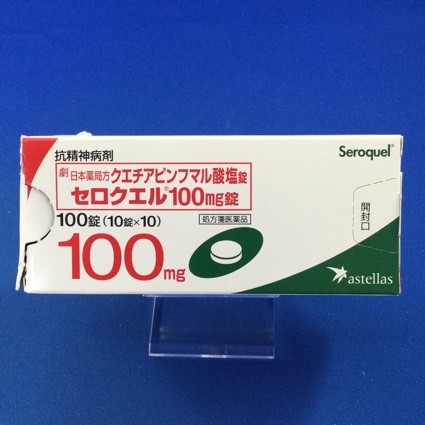 抗精神病剤
Seroquel®
劇 日本薬局方 クエチアピンフマル酸塩錠
セロクエル®100mg錠
100錠(10錠×10)
処方箋医薬品
開封口
100mg
astellas